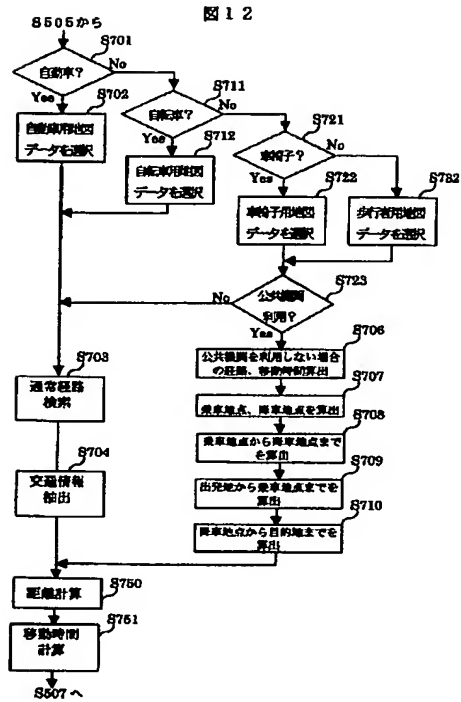 図12
S505から
S701
自動車?
No
Yes
S702
自動車用地図
データを選択
S711
自転車?
No
Yes
S712
自転車用地図
データを選択
S721
車椅子?
No
Yes
S722
車椅子用地図
データを選択
S732
歩行者用地図
データを選択
S723
公共機関
利用?
No
Yes
S706
公共機関を利用しない場合
の経路、移動時間算出
S707
乗車地点、降車地点を算出
S708
乗車地点から降車地点まで
を算出
S709
出発地から乗車地点までを
算出
S710
降車地点から目的地までを
算出
S703
通常経路
検索
S704
交通情報
抽出
S750
距離計算
S751
移動時間
計算
S507へ